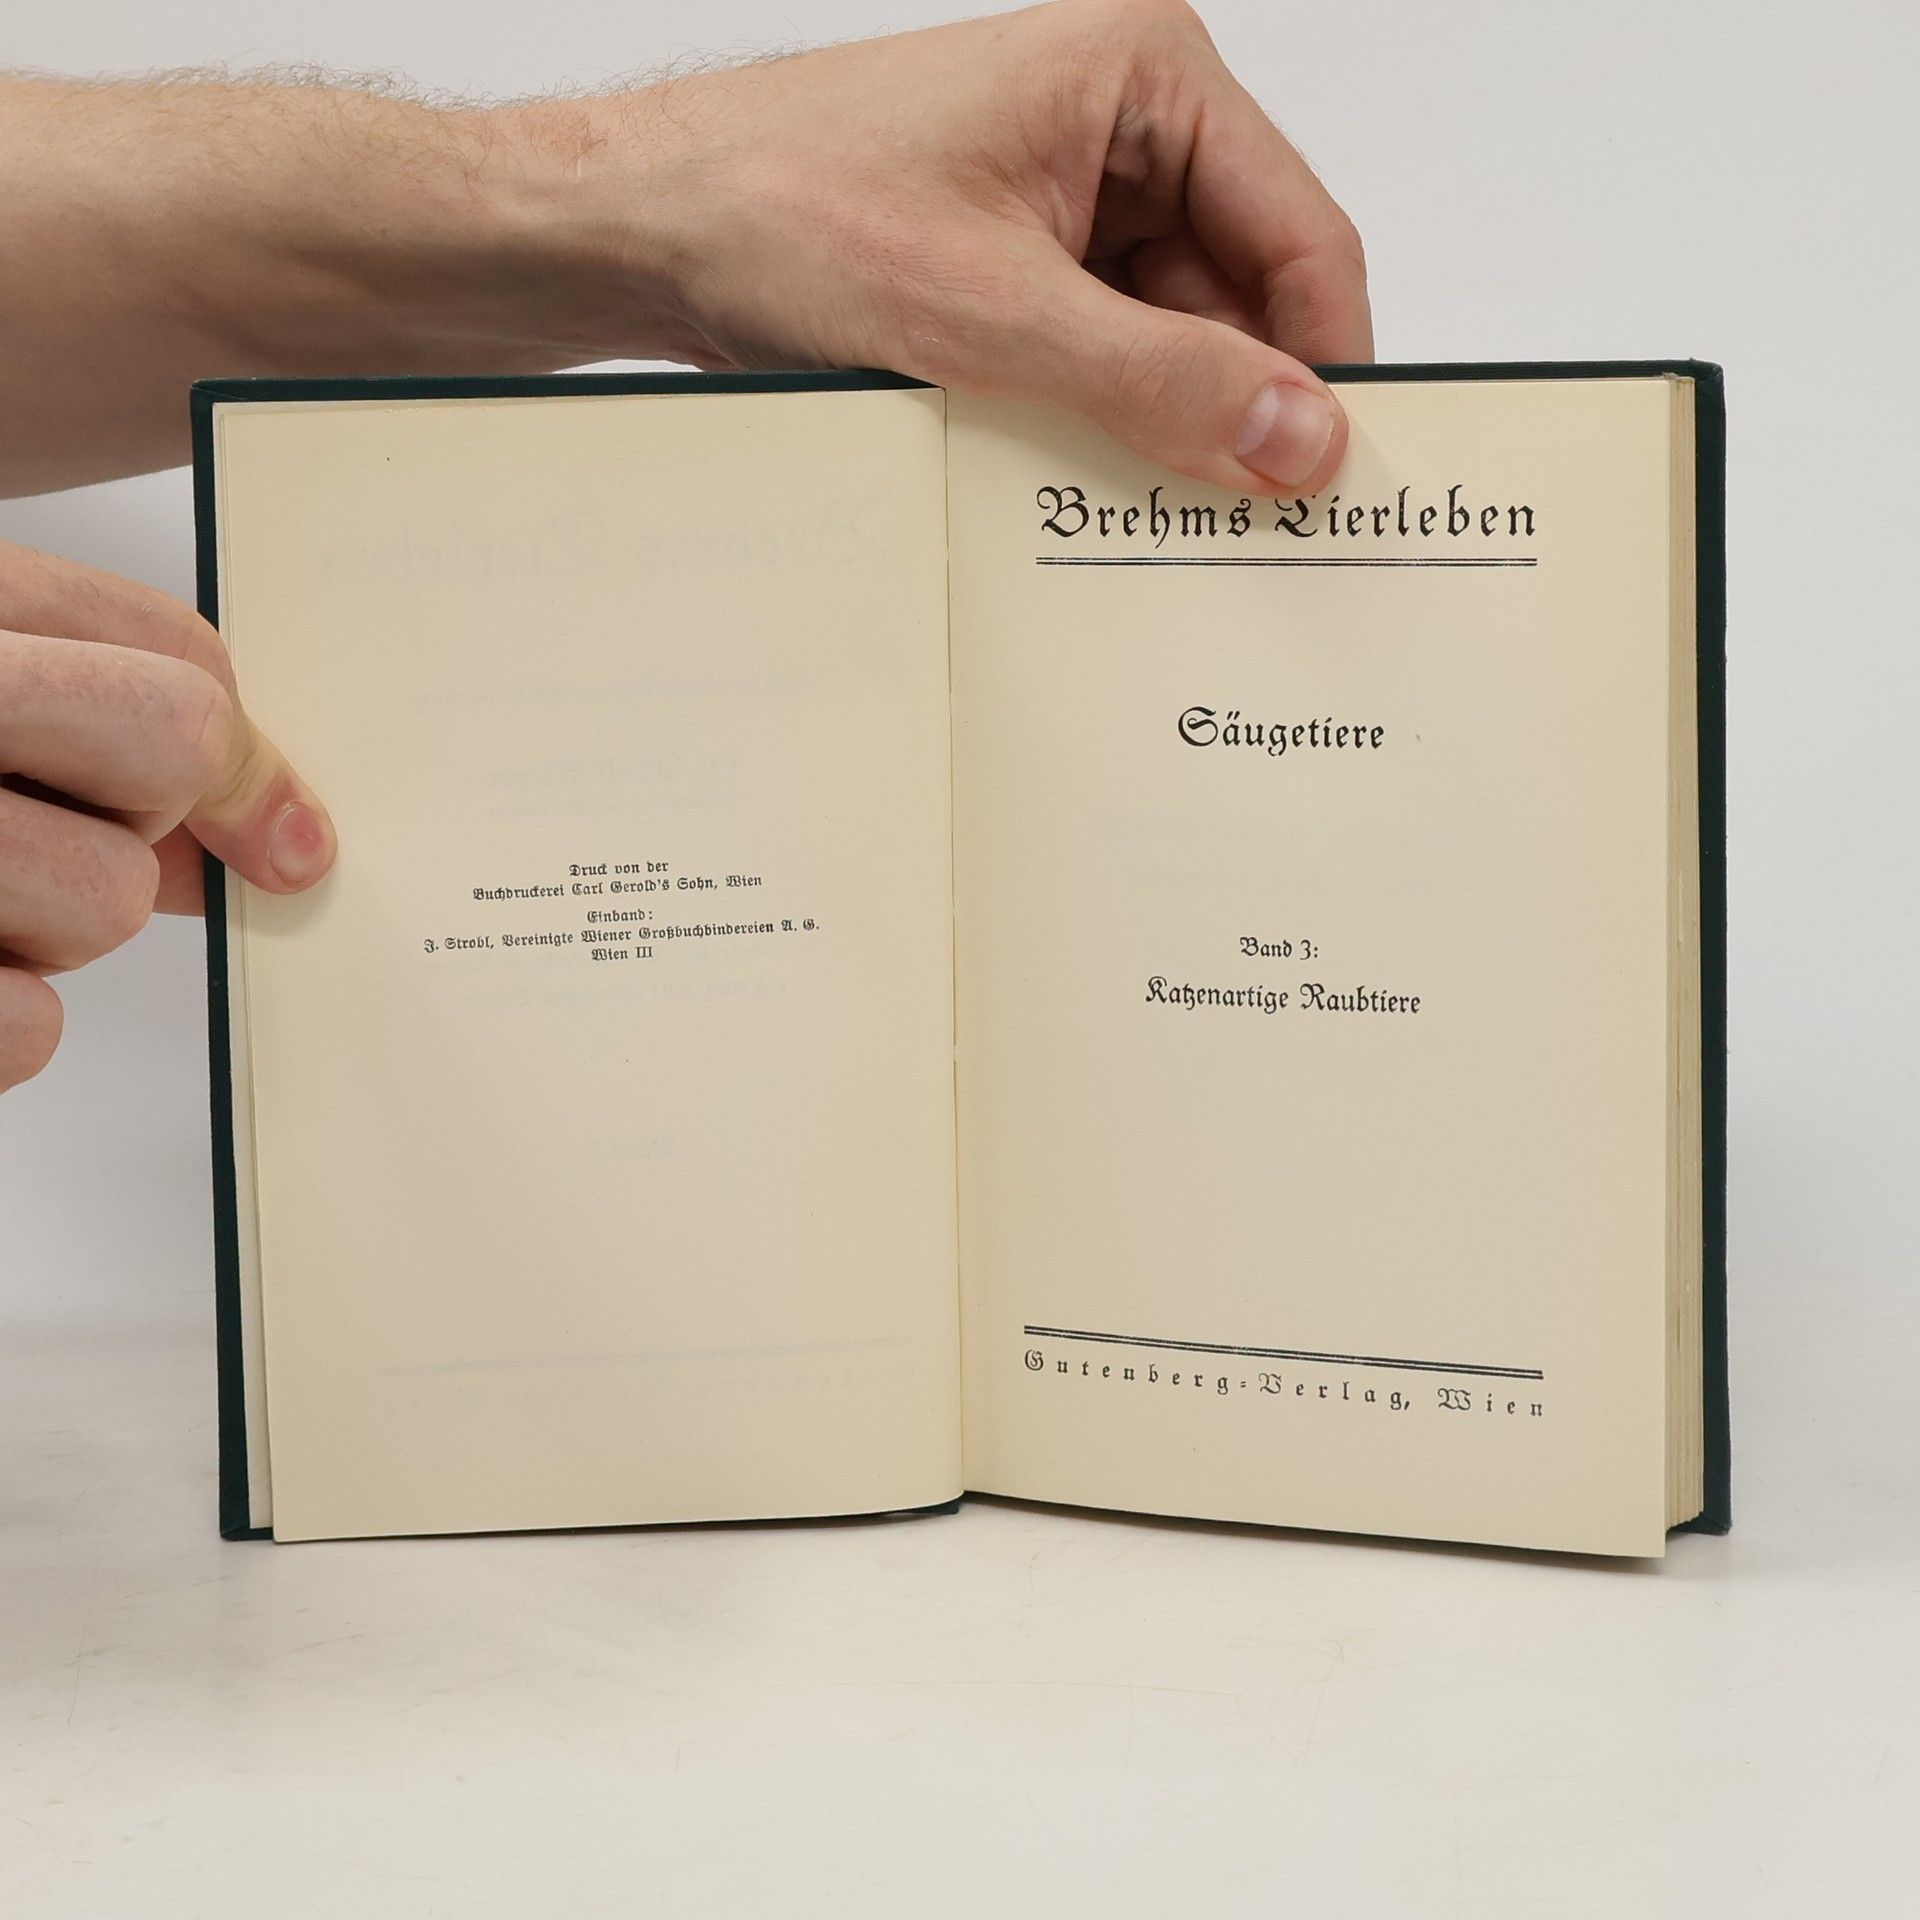 Druck von der
Buchdruckerei Carl Gerold's Sohn, Wien
Einband:
J. Strobl, Vereinigte Wiener Großbuchbindereien A. G.
Wien III
Brehms Tierleben
Säugetiere
Band 3:
Katzenartige Raubtiere
Gutenberg-Verlag, Wien